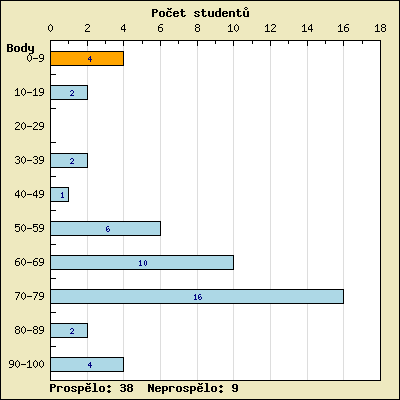 Počet studentů
0 2 4 6 8 10 12 14 16 18
Body
0-9 4
10-19 2
20-29
30-39 2
40-49 1
50-59 6
60-69 10
70-79 16
80-89 2
90-100 4
Prospělo: 38 Neprospělo: 9